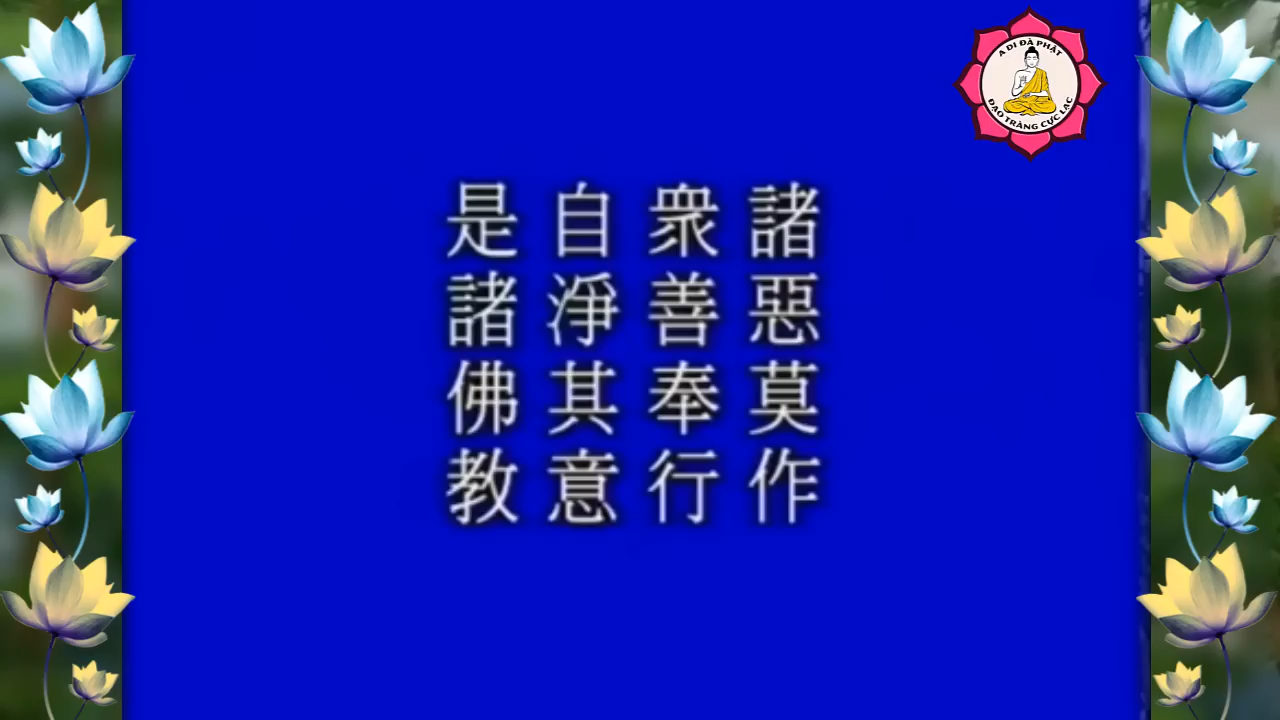 諸惡莫作
衆善奉行
自淨其意
是諸佛教
A DI ĐÀ PHẬT
ĐẠO TRÀNG CỰC LẠC